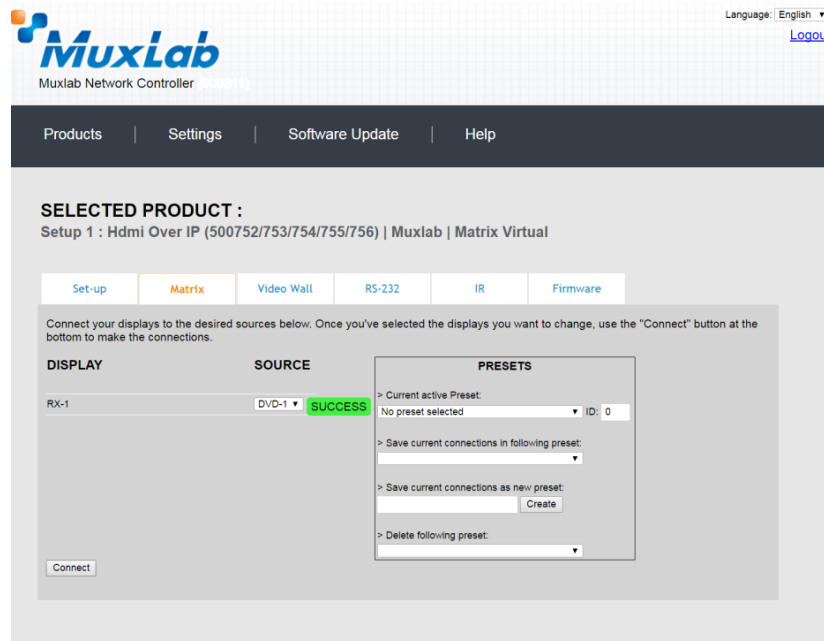 Language: English
Logou
MuxLab
Muxlab Network Controller
Products | Settings | Software Update | Help
SELECTED PRODUCT :
Setup 1 : Hdmi Over IP (500752/753/754/755/756) | Muxlab | Matrix Virtual
Set-up Matrix Video Wall RS-232 IR Firmware
Connect your displays to the desired sources below. Once you've selected the displays you want to change, use the "Connect" button at the
bottom to make the connections.
DISPLAY SOURCE PRESETS
> Current active Preset:
RX-1 DVD-1 SUCCESS
No preset selected ID: 0
> Save current connections in following preset:
> Save current connections as new preset:
Create
> Delete following preset:
Connect